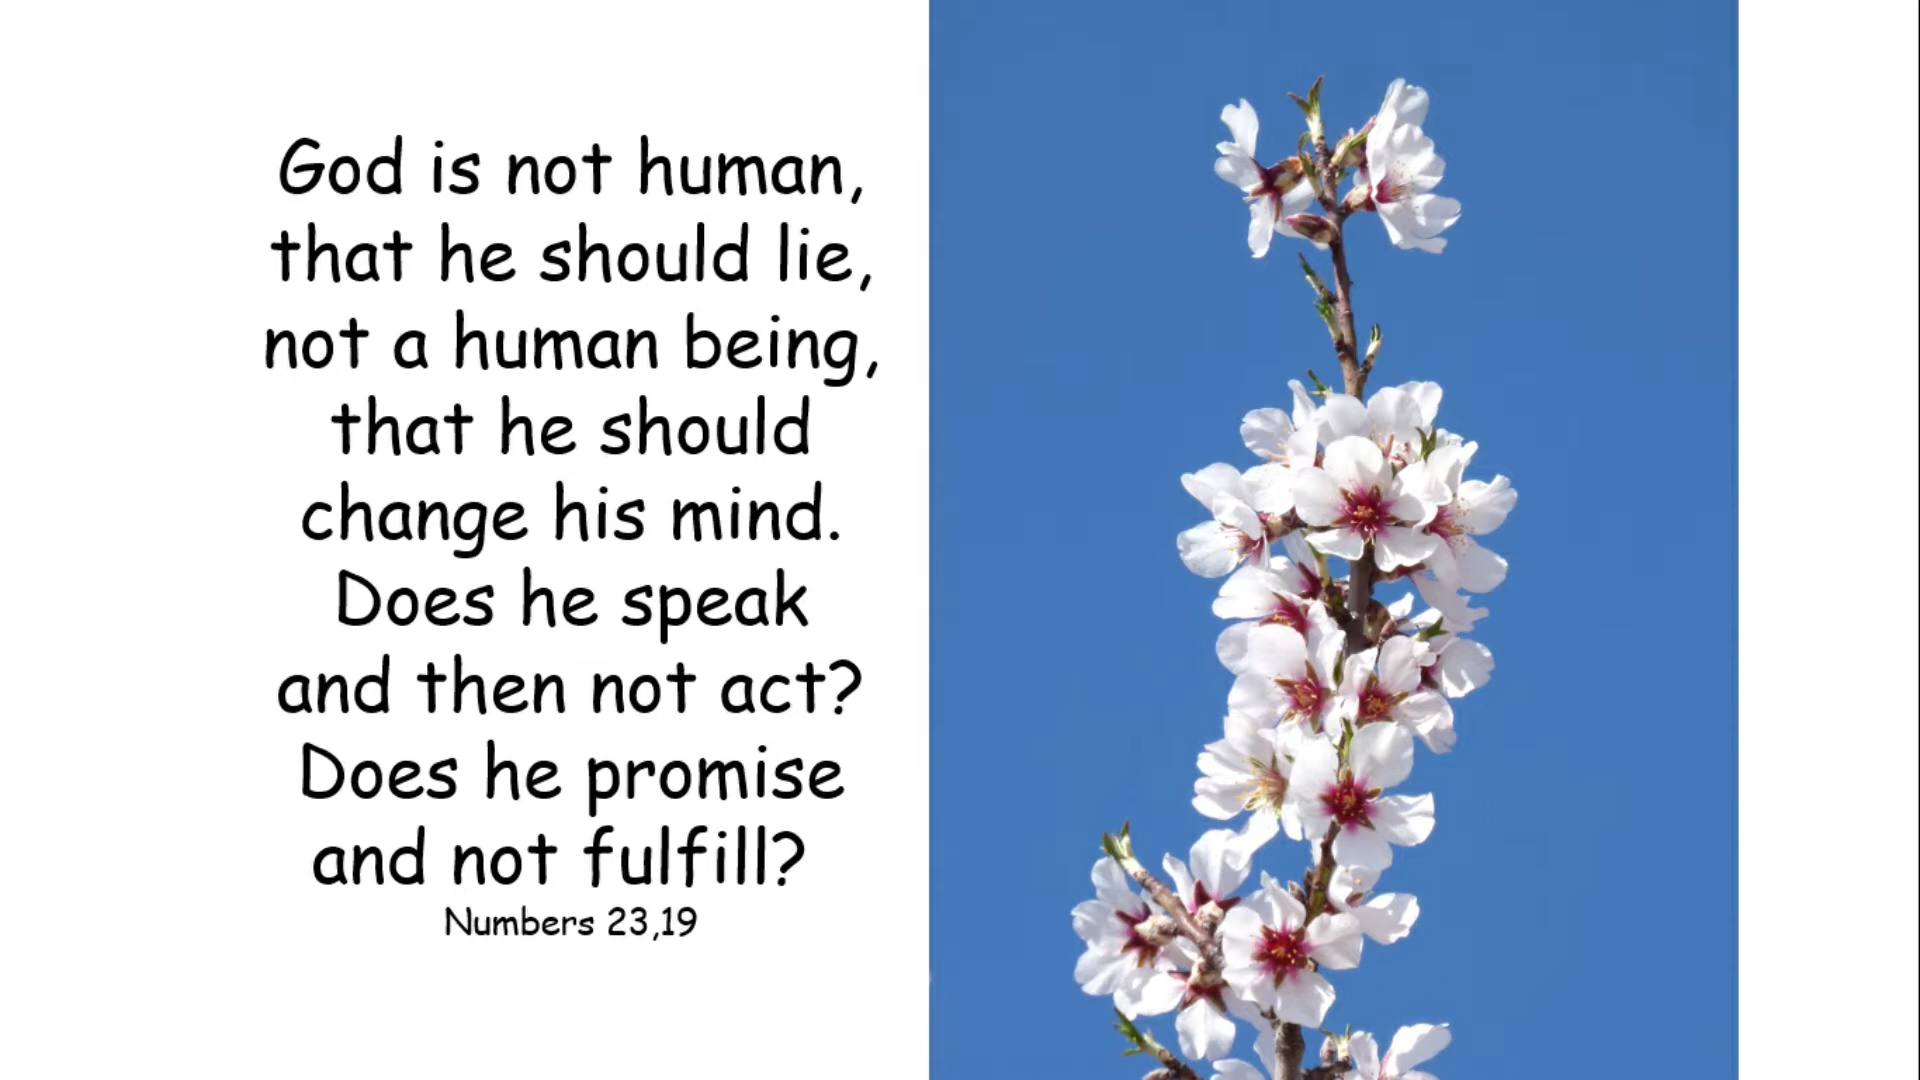 God is not human,
that he should lie,
not a human being,
that he should
change his mind.
Does he speak
and then not act?
Does he promise
and not fulfill?
Numbers 23,19